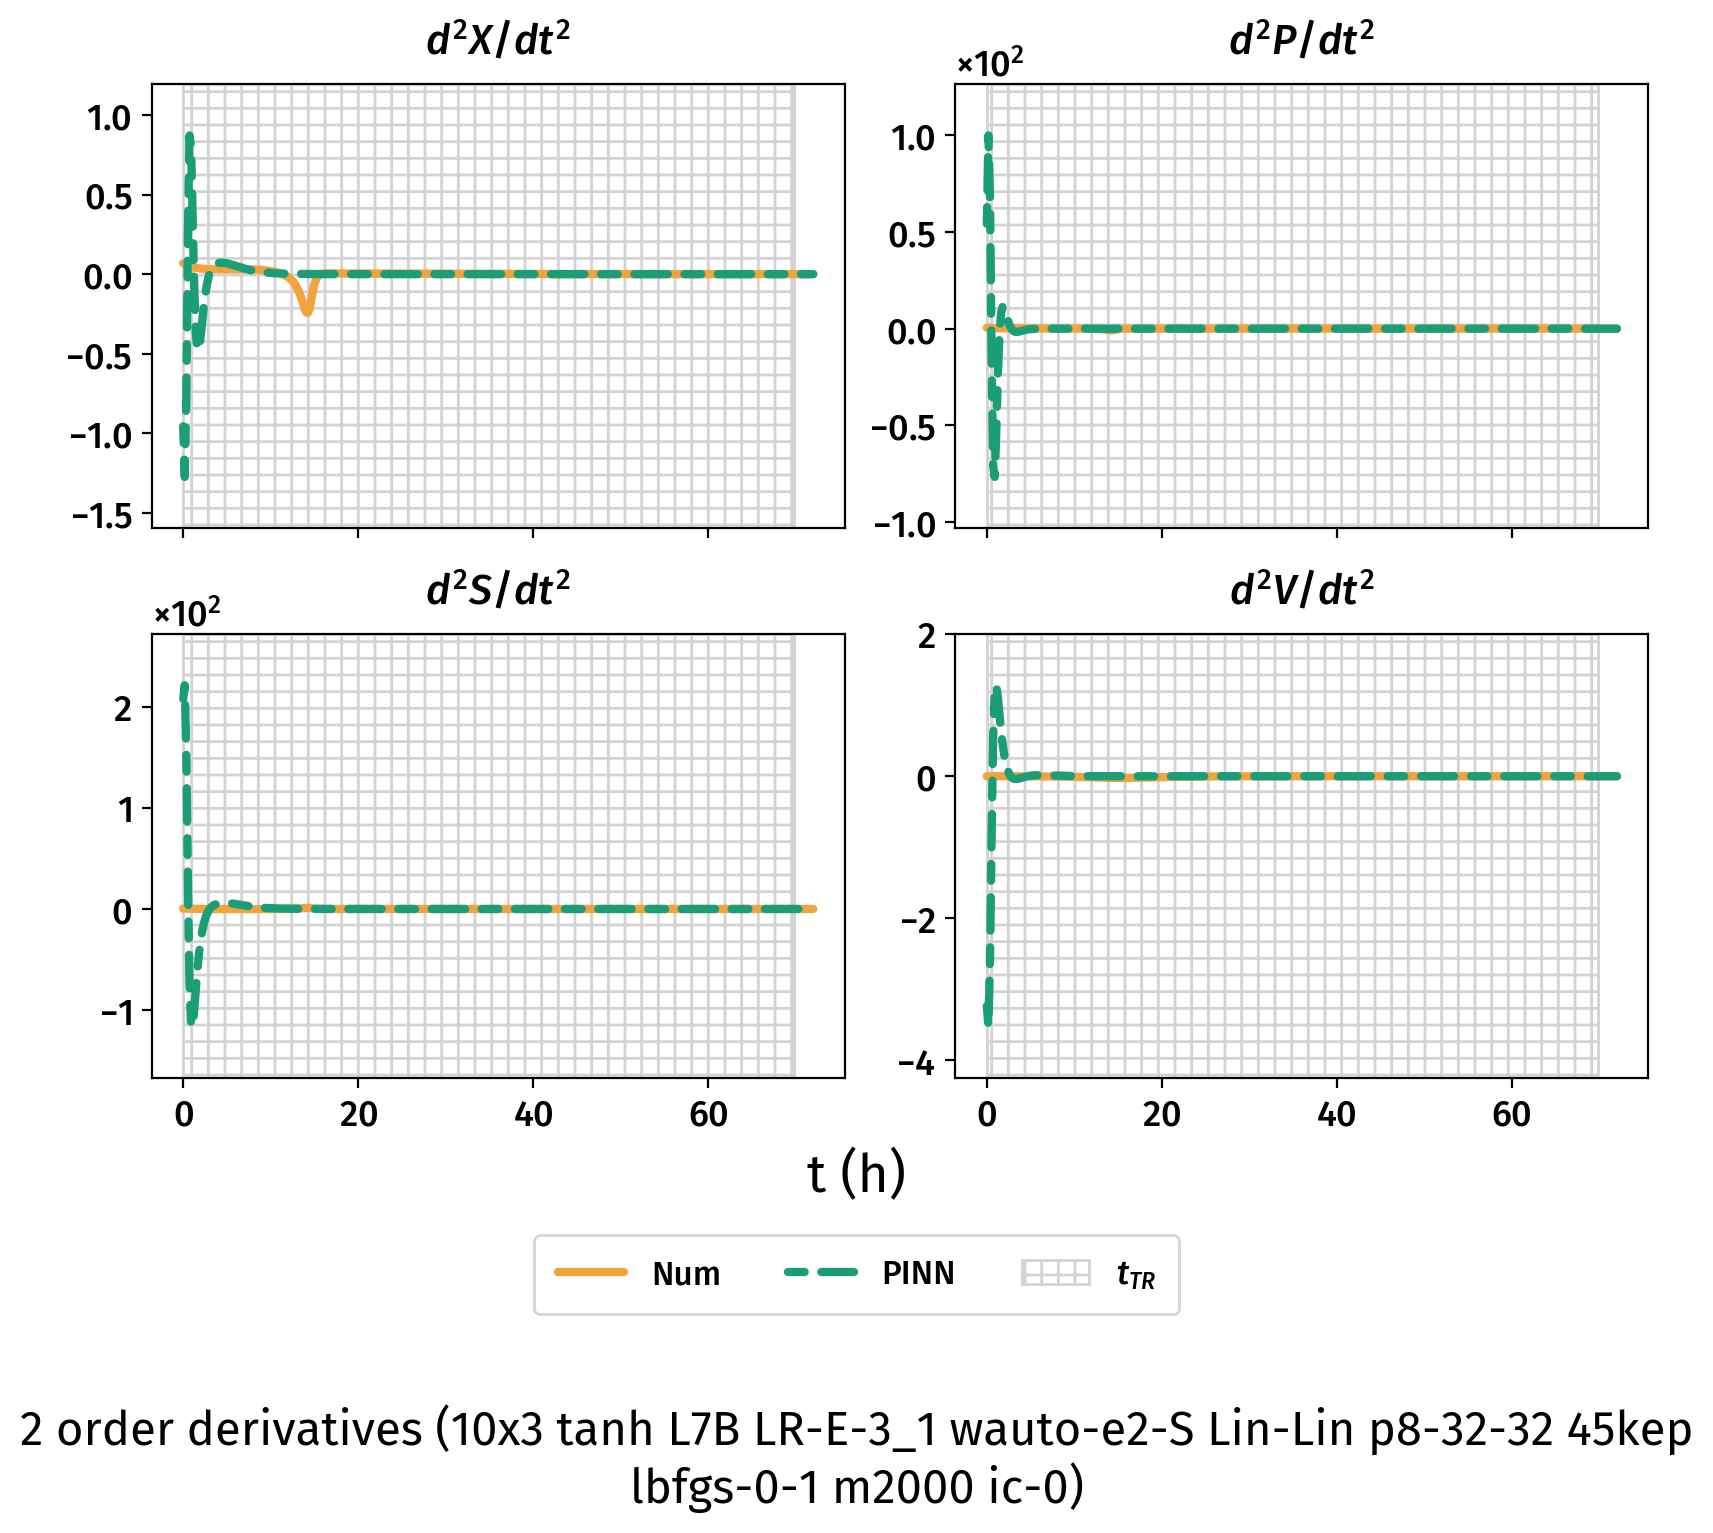 d²X/dt²
1.0
0.5
0.0
−0.5
−1.0
−1.5
d²P/dt²
×10²
1.0
0.5
0.0
−0.5
−1.0
d²S/dt²
×10²
2
1
0
−1
0 20 40 60
d²V/dt²
2
0
−2
−4
0 20 40 60
t (h)
Num PINN t_TR
2 order derivatives (10x3 tanh L7B LR-E-3_1 wauto-e2-S Lin-Lin p8-32-32 45kep
lbfgs-0-1 m2000 ic-0)